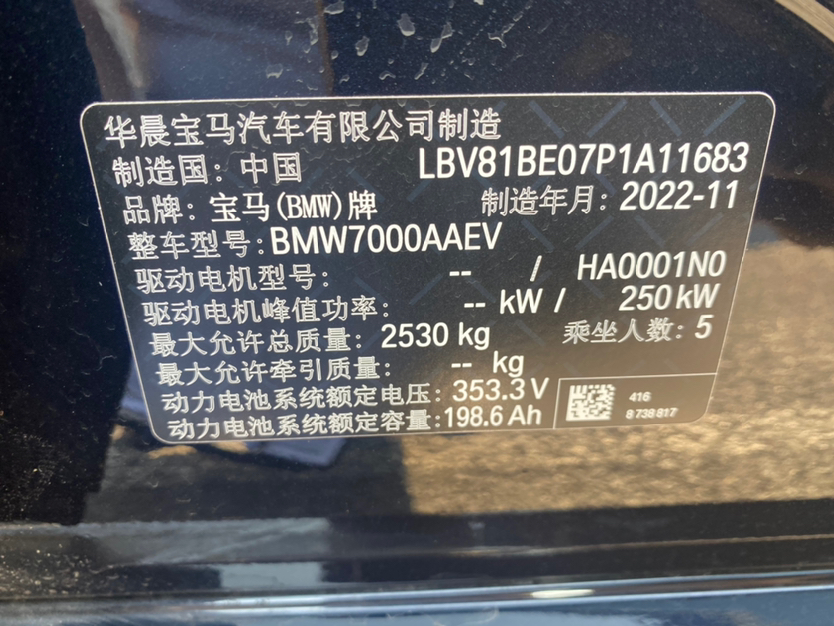 华晨宝马汽车有限公司制造
制造国: 中国 LBV81BE07P1A11683
品牌: 宝马(BMW)牌 制造年月: 2022-11
整车型号: BMW7000AAEV
驱动电机型号: -- / HA0001N0
驱动电机峰值功率: -- kW / 250 kW
最大允许总质量: 2530 kg 乘坐人数: 5
最大允许牵引质量: -- kg
动力电池系统额定电压: 353.3 V
动力电池系统额定容量: 198.6 Ah
416
8 738 817